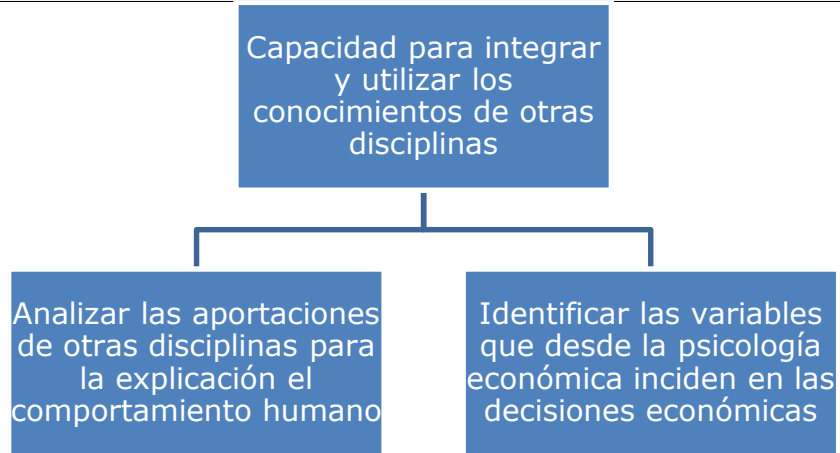 Capacidad para integrar
y utilizar los
conocimientos de otras
disciplinas
Analizar las aportaciones
de otras disciplinas para
la explicación el
comportamiento humano
Identificar las variables
que desde la psicología
económica inciden en las
decisiones económicas